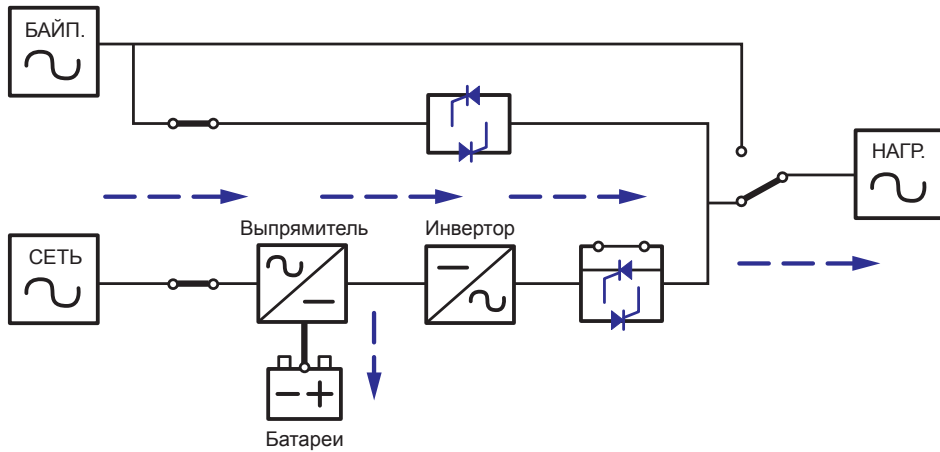 БАЙП.
НАГР.
Выпрямитель
Инвертор
СЕТЬ
Батареи